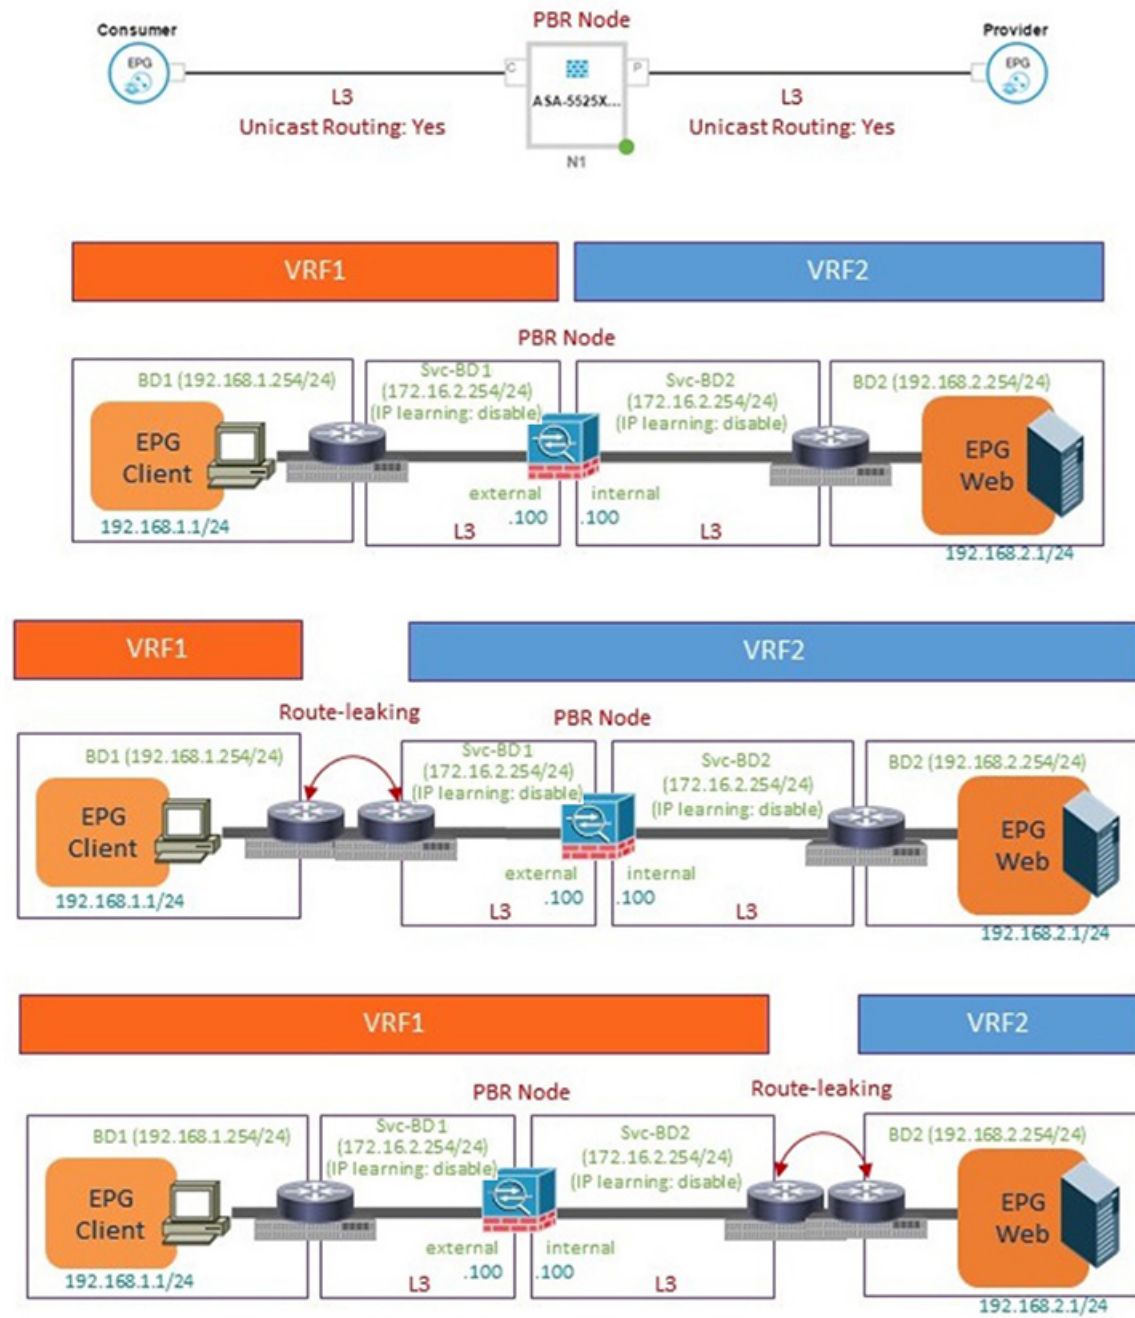 PBR Node
Consumer
Provider
EPG
C
P
EPG
ASA-5525X...
L3
Unicast Routing: Yes
L3
Unicast Routing: Yes
N1
VRF1
VRF2
PBR Node
BD1 (192.168.1.254/24)
Svc-BD1
(172.16.2.254/24)
(IP learning: disable)
Svc-BD2
(172.16.2.254/24)
(IP learning: disable)
BD2 (192.168.2.254/24)
EPG
Client
EPG
Web
external
.100
internal
.100
192.168.1.1/24
L3
L3
192.168.2.1/24
VRF1
VRF2
Route-leaking
PBR Node
BD1 (192.168.1.254/24)
Svc-BD1
(172.16.2.254/24)
(IP learning: disable)
Svc-BD2
(172.16.2.254/24)
(IP learning: disable)
BD2 (192.168.2.254/24)
EPG
Client
EPG
Web
external
.100
internal
.100
192.168.1.1/24
L3
L3
192.168.2.1/24
VRF1
VRF2
PBR Node
Route-leaking
BD1 (192.168.1.254/24)
Svc-BD1
(172.16.2.254/24)
(IP learning: disable)
Svc-BD2
(172.16.2.254/24)
(IP learning: disable)
BD2 (192.168.2.254/24)
EPG
Client
EPG
Web
external
.100
internal
.100
192.168.1.1/24
L3
L3
192.168.2.1/24